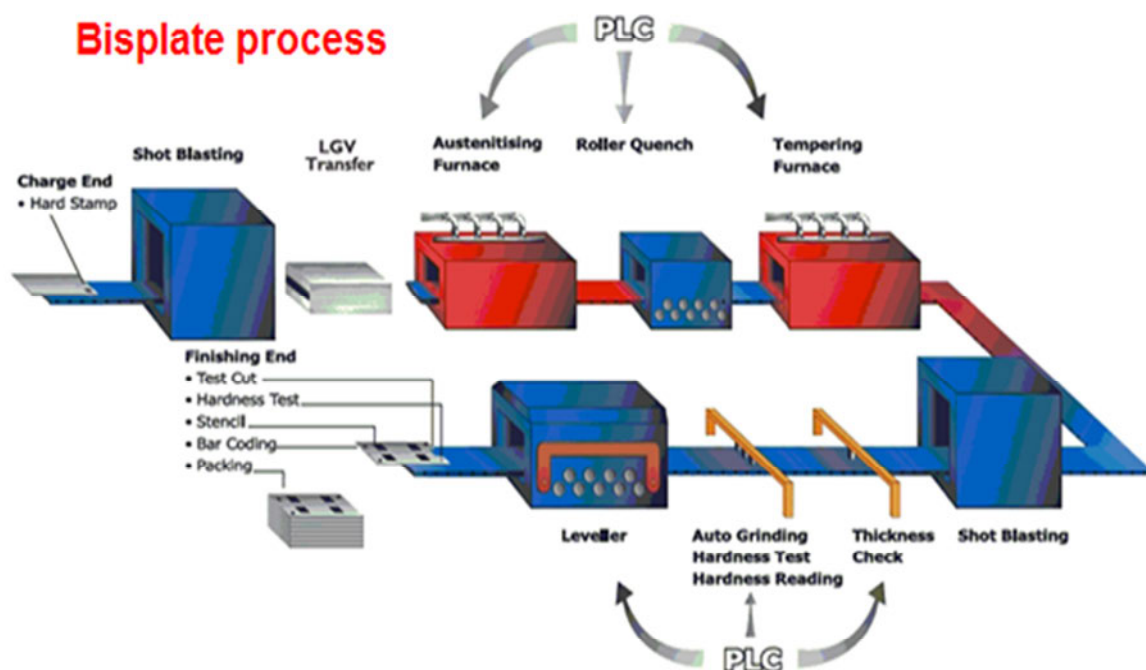 Bisplate process
PLC
Shot Blasting
LGV
Transfer
Austenitising
Furnace
Roller Quench
Tempering
Furnace
Charge End
• Hard Stamp
Finishing End
• Test Cut
• Hardness Test
• Stencil
• Bar Coding
• Packing
Leveller
Auto Grinding
Hardness Test
Hardness Reading
Thickness
Check
Shot Blasting
PLC